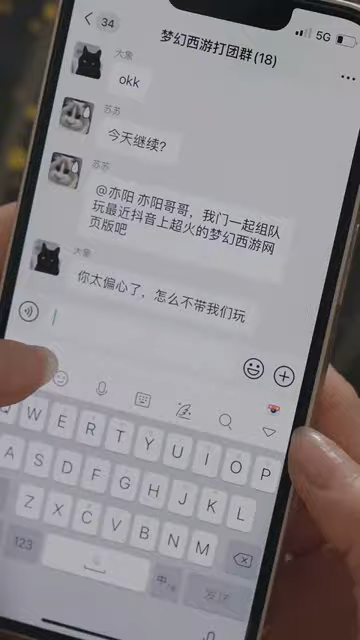 5G
34
梦幻西游打团群(18)
大象
okk
苏苏
今天继续?
苏苏
@亦阳 亦阳哥哥，我门一起组队
玩最近抖音上超火的梦幻西游网
页版吧
大象
你太偏心了，怎么不带我们玩
Q W E R T Y U I O P
A S D F G H J K L
Z X C V B N M
123
中
发送